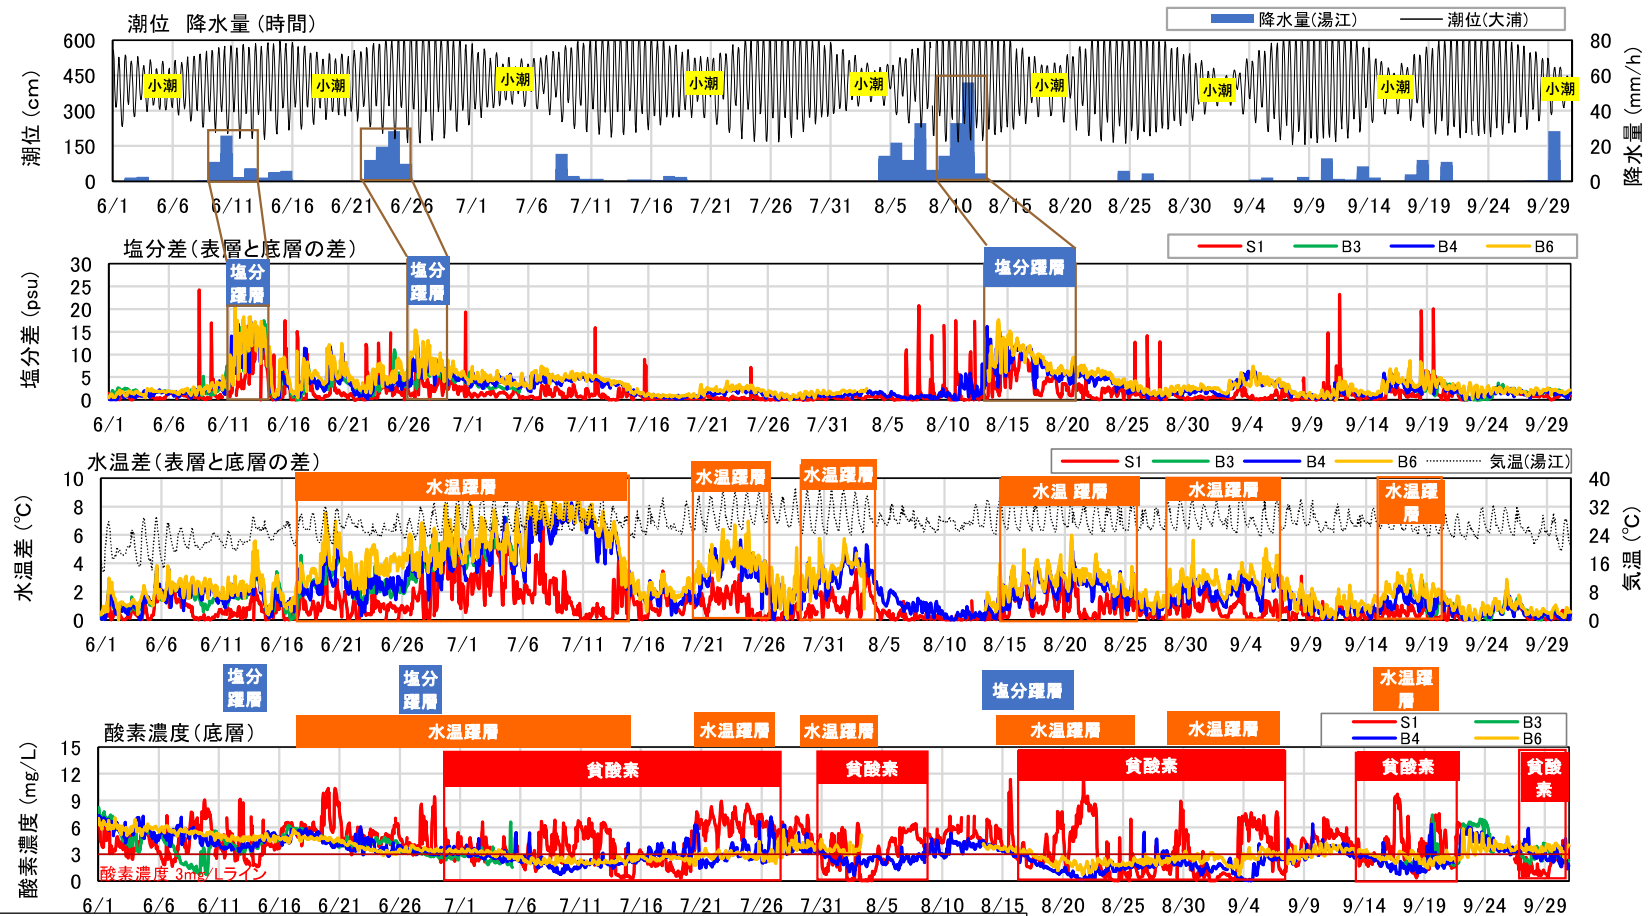 潮位　降水量 (時間)
降水量(湯江)　潮位(大浦)
潮位 (cm)
600
450
300
150
0
小潮
小潮
小潮
小潮
小潮
小潮
小潮
小潮
小潮
80
60
40
20
0
降水量 (mm/h)
6/1 6/6 6/11 6/16 6/21 6/26 7/1 7/6 7/11 7/16 7/21 7/26 7/31 8/5 8/10 8/15 8/20 8/25 8/30 9/4 9/9 9/14 9/19 9/24 9/29
塩分差(表層と底層の差)
S1 B3 B4 B6
塩分差 (psu)
30
25
20
15
10
5
0
塩分
躍層
塩分
躍層
塩分躍層
6/1 6/6 6/11 6/16 6/21 6/26 7/1 7/6 7/11 7/16 7/21 7/26 7/31 8/5 8/10 8/15 8/20 8/25 8/30 9/4 9/9 9/14 9/19 9/24 9/29
水温差(表層と底層の差)
S1 B3 B4 B6 気温(湯江)
水温差 (℃)
10
8
6
4
2
0
水温躍層
水温躍層
水温躍層
水温 躍層
水温躍層
水温躍
層
40
32
24
16
8
0
気温 (℃)
6/1 6/6 6/11 6/16 6/21 6/26 7/1 7/6 7/11 7/16 7/21 7/26 7/31 8/5 8/10 8/15 8/20 8/25 8/30 9/4 9/9 9/14 9/19 9/24 9/29
塩分
躍層
塩分
躍層
塩分躍層
水温躍
層
水温躍層
水温躍層
水温躍層
水温躍層
水温躍層
酸素濃度(底層)
S1 B3
B4 B6
酸素濃度 (mg/L)
15
12
9
6
3
0
貧酸素
貧酸素
貧酸素
貧酸素
貧酸
素
酸素濃度 3mg/Lライン
6/1 6/6 6/11 6/16 6/21 6/26 7/1 7/6 7/11 7/16 7/21 7/26 7/31 8/5 8/10 8/15 8/20 8/25 8/30 9/4 9/9 9/14 9/19 9/24 9/29